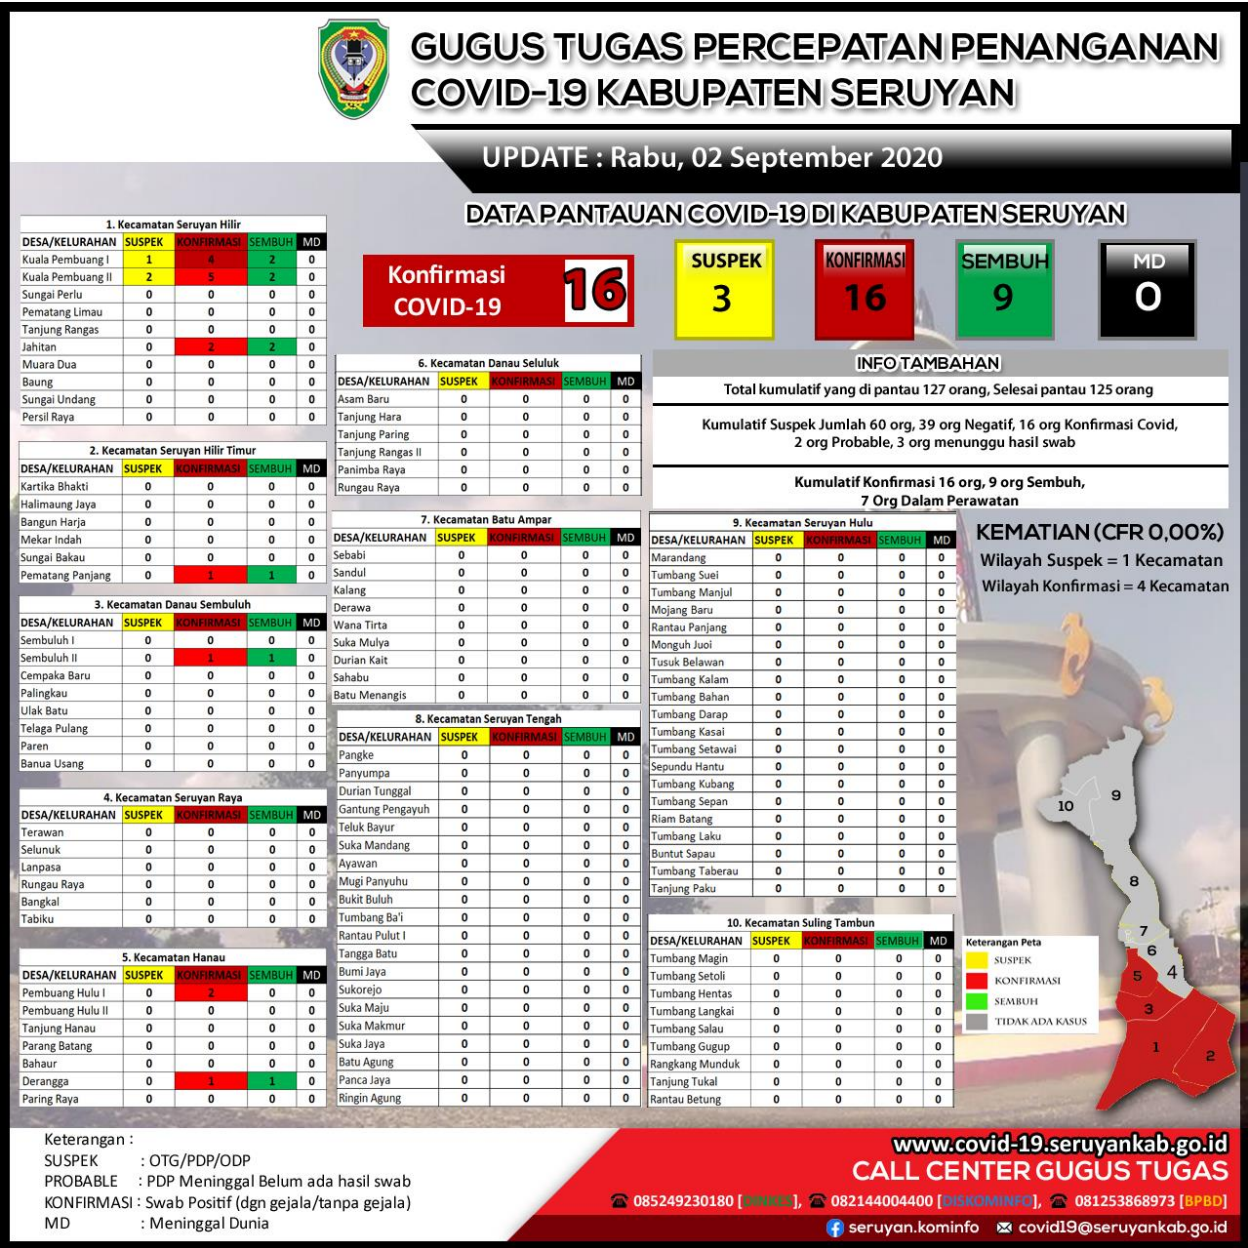 GUGUS TUGAS PERCEPATAN PENANGANAN
COVID-19 KABUPATEN SERUYAN
UPDATE : Rabu, 02 September 2020
DATA PANTAUAN COVID-19 DI KABUPATEN SERUYAN
Konfirmasi
COVID-19
16
SUSPEK
3
KONFIRMASI
16
SEMBUH
9
MD
0
INFO TAMBAHAN
Total kumulatif yang di pantau 127 orang, Selesai pantau 125 orang
Kumulatif Suspek Jumlah 60 org, 39 org Negatif, 16 org Konfirmasi Covid,
2 org Probable, 3 org menunggu hasil swab
Kumulatif Konfirmasi 16 org, 9 org Sembuh,
7 Org Dalam Perawatan
KEMATIAN (CFR 0,00%)
Wilayah Suspek = 1 Kecamatan
Wilayah Konfirmasi = 4 Kecamatan
1. Kecamatan Seruyan Hilir
DESA/KELURAHAN SUSPEK KONFIRMASI SEMBUH MD
Kuala Pembuang I 1 4 2 0
Kuala Pembuang II 2 5 2 0
Sungai Perlu 0 0 0 0
Pematang Limau 0 0 0 0
Tanjung Rangas 0 0 0 0
Jahitan 0 2 2 0
Muara Dua 0 0 0 0
Baung 0 0 0 0
Sungai Undang 0 0 0 0
Persil Raya 0 0 0 0
2. Kecamatan Seruyan Hilir Timur
DESA/KELURAHAN SUSPEK KONFIRMASI SEMBUH MD
Kartika Bhakti 0 0 0 0
Halimaung Jaya 0 0 0 0
Bangun Harja 0 0 0 0
Mekar Indah 0 0 0 0
Sungai Bakau 0 0 0 0
Pematang Panjang 0 1 1 0
3. Kecamatan Danau Sembuluh
DESA/KELURAHAN SUSPEK KONFIRMASI SEMBUH MD
Sembuluh I 0 0 0 0
Sembuluh II 0 1 1 0
Cempaka Baru 0 0 0 0
Palingkau 0 0 0 0
Ulak Batu 0 0 0 0
Telaga Pulang 0 0 0 0
Paren 0 0 0 0
Banua Usang 0 0 0 0
4. Kecamatan Seruyan Raya
DESA/KELURAHAN SUSPEK KONFIRMASI SEMBUH MD
Terawan 0 0 0 0
Selunuk 0 0 0 0
Lanpasa 0 0 0 0
Rungau Raya 0 0 0 0
Bangkal 0 0 0 0
Tabiku 0 0 0 0
5. Kecamatan Hanau
DESA/KELURAHAN SUSPEK KONFIRMASI SEMBUH MD
Pembuang Hulu I 0 2 0 0
Pembuang Hulu II 0 0 0 0
Tanjung Hanau 0 0 0 0
Parang Batang 0 0 0 0
Bahaur 0 0 0 0
Derangga 0 1 1 0
Paring Raya 0 0 0 0
6. Kecamatan Danau Seluluk
DESA/KELURAHAN SUSPEK KONFIRMASI SEMBUH MD
Asam Baru 0 0 0 0
Tanjung Hara 0 0 0 0
Tanjung Paring 0 0 0 0
Tanjung Rangas II 0 0 0 0
Panimba Raya 0 0 0 0
Rungau Raya 0 0 0 0
7. Kecamatan Batu Ampar
DESA/KELURAHAN SUSPEK KONFIRMASI SEMBUH MD
Sebabi 0 0 0 0
Sandul 0 0 0 0
Kalang 0 0 0 0
Derawa 0 0 0 0
Wana Tirta 0 0 0 0
Suka Mulya 0 0 0 0
Durian Kait 0 0 0 0
Sahabu 0 0 0 0
Batu Menangis 0 0 0 0
8. Kecamatan Seruyan Tengah
DESA/KELURAHAN SUSPEK KONFIRMASI SEMBUH MD
Pangke 0 0 0 0
Panyumpa 0 0 0 0
Durian Tunggal 0 0 0 0
Gantung Pengayuh 0 0 0 0
Teluk Bayur 0 0 0 0
Suka Mandang 0 0 0 0
Ayawan 0 0 0 0
Mugi Panyuhu 0 0 0 0
Bukit Buluh 0 0 0 0
Tumbang Ba'i 0 0 0 0
Rantau Pulut I 0 0 0 0
Tangga Batu 0 0 0 0
Bumi Jaya 0 0 0 0
Sukorejo 0 0 0 0
Suka Maju 0 0 0 0
Suka Makmur 0 0 0 0
Suka Jaya 0 0 0 0
Batu Agung 0 0 0 0
Panca Jaya 0 0 0 0
Ringin Agung 0 0 0 0
9. Kecamatan Seruyan Hulu
DESA/KELURAHAN SUSPEK KONFIRMASI SEMBUH MD
Marandang 0 0 0 0
Tumbang Suei 0 0 0 0
Tumbang Manjul 0 0 0 0
Mojang Baru 0 0 0 0
Rantau Panjang 0 0 0 0
Monguh Juoi 0 0 0 0
Tusuk Belawan 0 0 0 0
Tumbang Kalam 0 0 0 0
Tumbang Bahan 0 0 0 0
Tumbang Darap 0 0 0 0
Tumbang Kasai 0 0 0 0
Tumbang Setawai 0 0 0 0
Sepundu Hantu 0 0 0 0
Tumbang Kubang 0 0 0 0
Tumbang Sepan 0 0 0 0
Riam Batang 0 0 0 0
Tumbang Laku 0 0 0 0
Buntut Sapau 0 0 0 0
Tumbang Taberau 0 0 0 0
Tanjung Paku 0 0 0 0
10. Kecamatan Suling Tambun
DESA/KELURAHAN SUSPEK KONFIRMASI SEMBUH MD
Tumbang Magin 0 0 0 0
Tumbang Setoli 0 0 0 0
Tumbang Hentas 0 0 0 0
Tumbang Langkai 0 0 0 0
Tumbang Salau 0 0 0 0
Tumbang Gugup 0 0 0 0
Rangkang Munduk 0 0 0 0
Tanjung Tukal 0 0 0 0
Rantau Betung 0 0 0 0
10
9
8
7
6
5
4
3
1
2
Keterangan Peta
SUSPEK
KONFIRMASI
SEMBUH
TIDAK ADA KASUS
Keterangan :
SUSPEK : OTG/PDP/ODP
PROBABLE : PDP Meninggal Belum ada hasil swab
KONFIRMASI : Swab Positif (dgn gejala/tanpa gejala)
MD : Meninggal Dunia
www.covid-19.seruyankab.go.id
CALL CENTER GUGUS TUGAS
085249230180 [DINKES], 082144004400 [DISKOMINFO], 081253868973 [BPBD]
seruyan.kominfo covid19@seruyankab.go.id